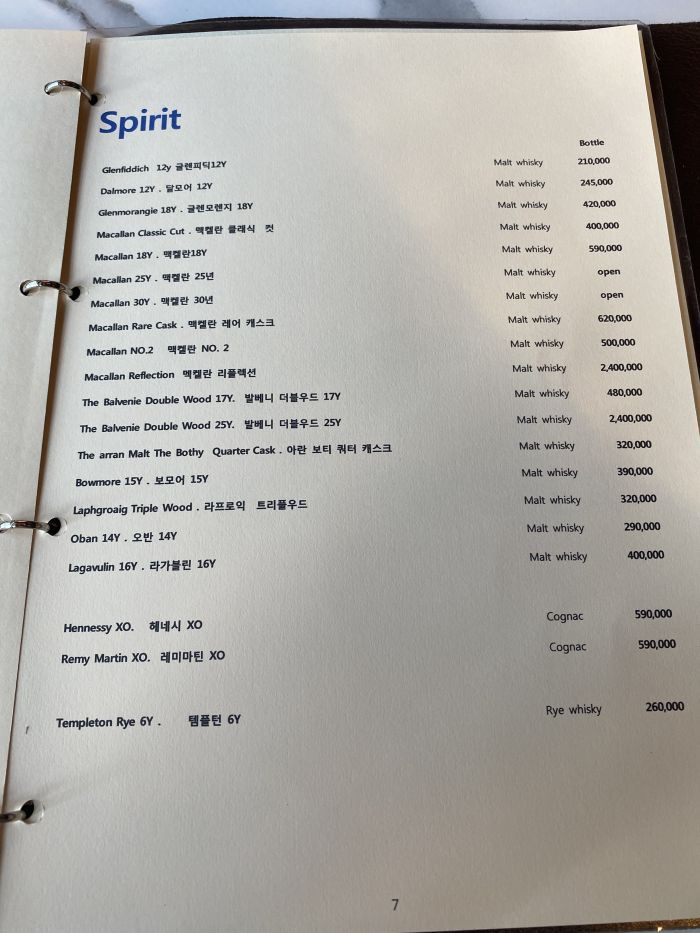 Spirit
Bottle
Glenfiddich 12y 글렌피딕12Y Malt whisky 210,000
Dalmore 12Y . 달모어 12Y Malt whisky 245,000
Glenmorangie 18Y . 글렌모렌지 18Y Malt whisky 420,000
Macallan Classic Cut . 맥켈란 클래식 컷 Malt whisky 400,000
Macallan 18Y . 맥켈란18Y Malt whisky 590,000
Macallan 25Y . 맥켈란 25년 Malt whisky open
Macallan 30Y . 맥켈란 30년 Malt whisky open
Macallan Rare Cask . 맥켈란 레어 캐스크 Malt whisky 620,000
Macallan NO.2 맥켈란 NO. 2 Malt whisky 500,000
Macallan Reflection 멕켈란 리플렉션 Malt whisky 2,400,000
The Balvenie Double Wood 17Y. 발베니 더블우드 17Y Malt whisky 480,000
The Balvenie Double Wood 25Y. 발베니 더블우드 25Y Malt whisky 2,400,000
The arran Malt The Bothy Quarter Cask . 아란 보티 쿼터 캐스크 Malt whisky 320,000
Bowmore 15Y . 보모어 15Y Malt whisky 390,000
Laphgroaig Triple Wood . 라프로익 트리플우드 Malt whisky 320,000
Oban 14Y . 오반 14Y Malt whisky 290,000
Lagavulin 16Y . 라가불린 16Y Malt whisky 400,000
Hennessy XO. 헤네시 XO Cognac 590,000
Remy Martin XO. 레미마틴 XO Cognac 590,000
Templeton Rye 6Y . 템플턴 6Y Rye whisky 260,000
7